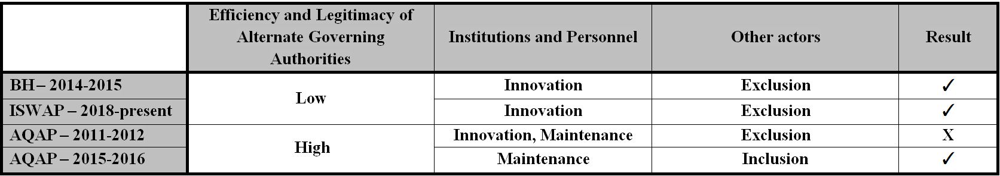 Efficiency and Legitimacy of
Alternate Governing
Authorities
Institutions and Personnel
Other actors
Result
BH – 2014-2015
Low
Innovation
Exclusion
✓
ISWAP – 2018-present
Innovation
Exclusion
✓
AQAP – 2011-2012
High
Innovation, Maintenance
Exclusion
X
AQAP – 2015-2016
Maintenance
Inclusion
✓